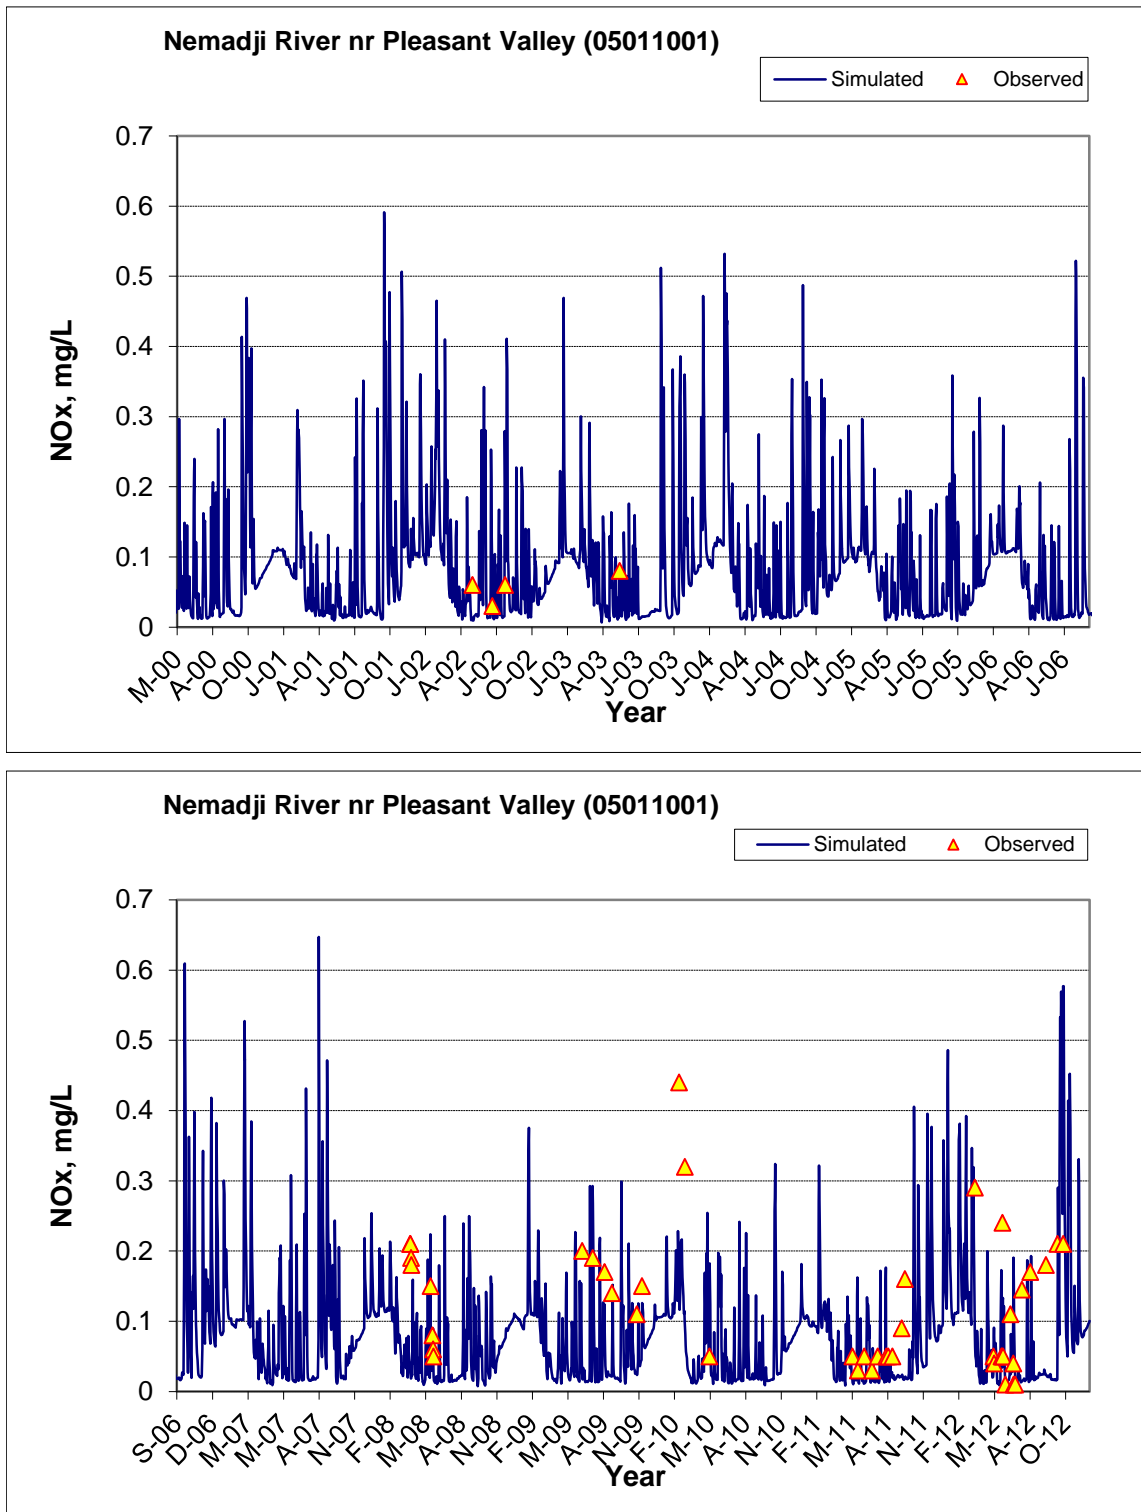 Nemadji River nr Pleasant Valley (05011001)
Simulated Observed
0.7
0.6
0.5
0.4
0.3
0.2
0.1
0
NOx, mg/L
M-00 A-00 O-00 J-01 A-01 J-01 O-01 J-02 A-02 J-02 O-02 J-03 A-03 J-03 O-03 J-04 A-04 J-04 O-04 J-05 A-05 J-05 O-05 J-06 A-06 J-06
Year
Nemadji River nr Pleasant Valley (05011001)
Simulated Observed
0.7
0.6
0.5
0.4
0.3
0.2
0.1
0
NOx, mg/L
S-06 D-06 M-07 M-07 A-07 N-07 F-08 M-08 A-08 N-08 F-09 M-09 A-09 N-09 F-10 M-10 A-10 N-10 F-11 M-11 A-11 N-11 F-12 M-12 A-12 O-12
Year